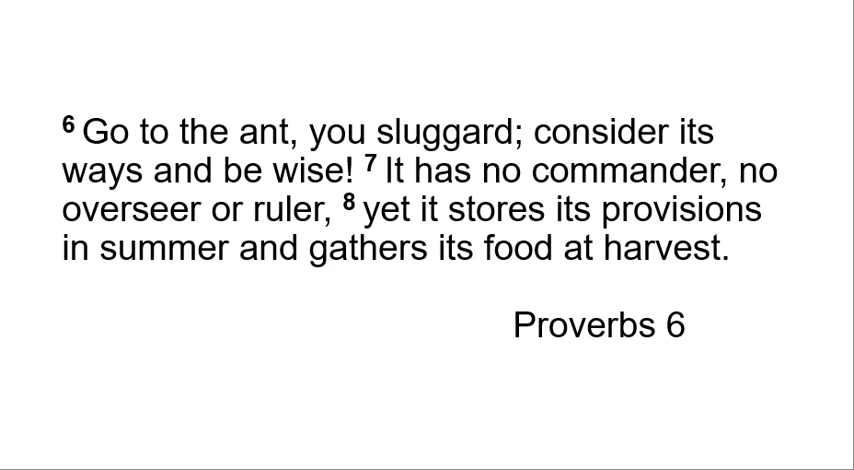 6 Go to the ant, you sluggard; consider its
ways and be wise! 7 It has no commander, no
overseer or ruler, 8 yet it stores its provisions
in summer and gathers its food at harvest.
Proverbs 6